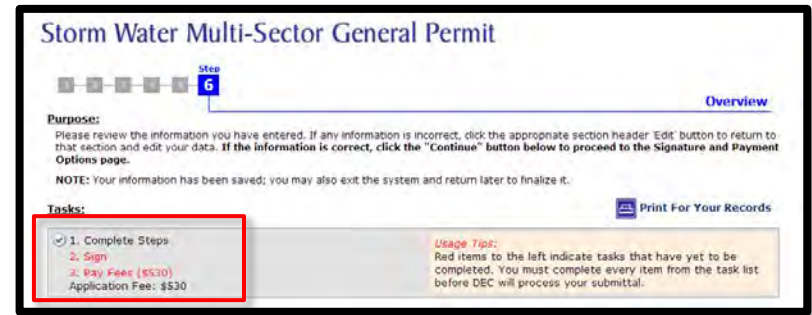 Storm Water Multi-Sector General Permit
Step
1 2 3 4 5 6
Overview
Purpose:
Please review the information you have entered. If any information is incorrect, click the appropriate section header 'Edit' button to return to
that section and edit your data. If the information is correct, click the "Continue" button below to proceed to the Signature and Payment
Options page.
NOTE: Your information has been saved; you may also exit the system and return later to finalize it.
Tasks:
Print For Your Records
1. Complete Steps
2. Sign
3. Pay Fees ($530)
Application Fee: $530
Usage Tips:
Red items to the left indicate tasks that have yet to be
completed. You must complete every item from the task list
before DEC will process your submittal.